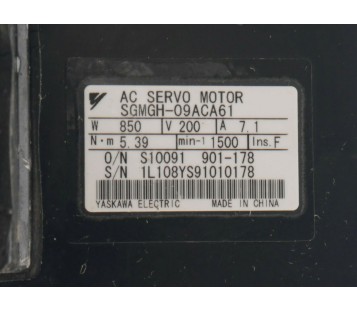 AC SERVO MOTOR
SGMGH-09ACA61
W 850 V 200 A 7.1
N·m 5.39 min-1 1500 Ins.F
O/N S10091 901-178
S/N 1L108YS91010178
YASKAWA ELECTRIC MADE IN CHINA